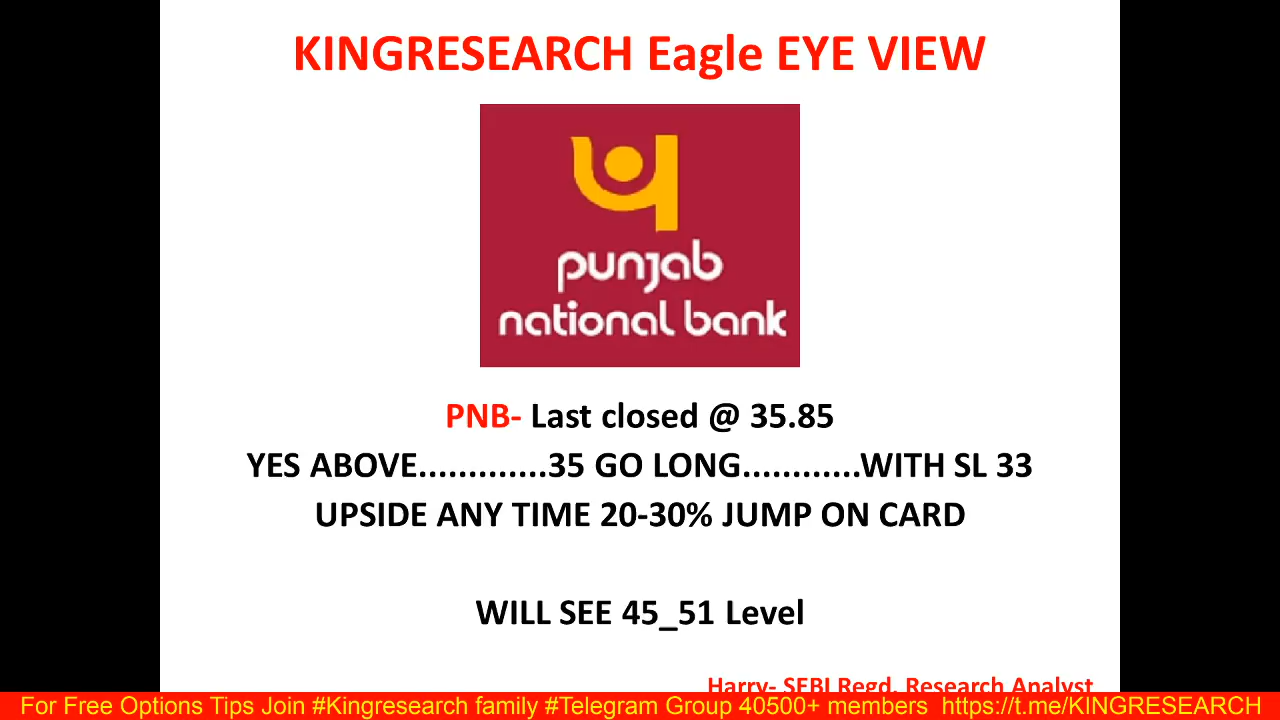 KINGRESEARCH Eagle EYE VIEW
punjab
national bank
PNB- Last closed @ 35.85
YES ABOVE.............35 GO LONG............WITH SL 33
UPSIDE ANY TIME 20-30% JUMP ON CARD
WILL SEE 45_51 Level
Harry- SEBI Regd. Research Analyst
For Free Options Tips Join #Kingresearch family #Telegram Group 40500+ members https://t.me/KINGRESEARCH